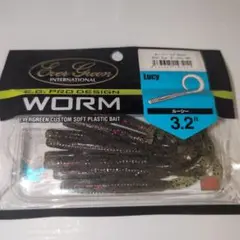 Ever Green
INTERNATIONAL
E.G. PRO DESIGN
WORM
EVERGREEN CUSTOM SOFT PLASTIC BAIT
Lucy
ルーシー
3.2"